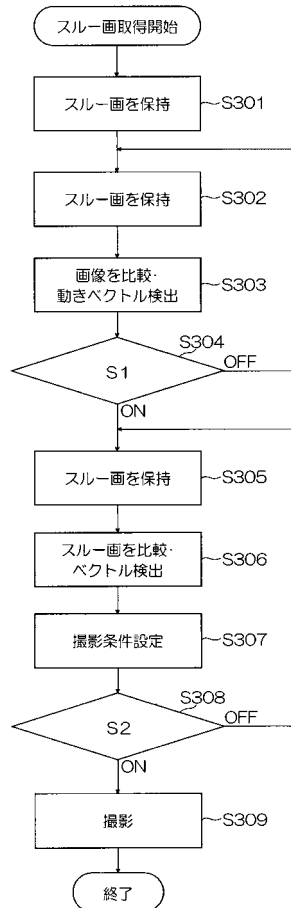 スルー画取得開始
スルー画を保持
S301
スルー画を保持
S302
画像を比較・
動きベクトル検出
S303
S304
S1
OFF
ON
スルー画を保持
S305
スルー画を比較・
ベクトル検出
S306
撮影条件設定
S307
S308
S2
OFF
ON
撮影
S309
終了